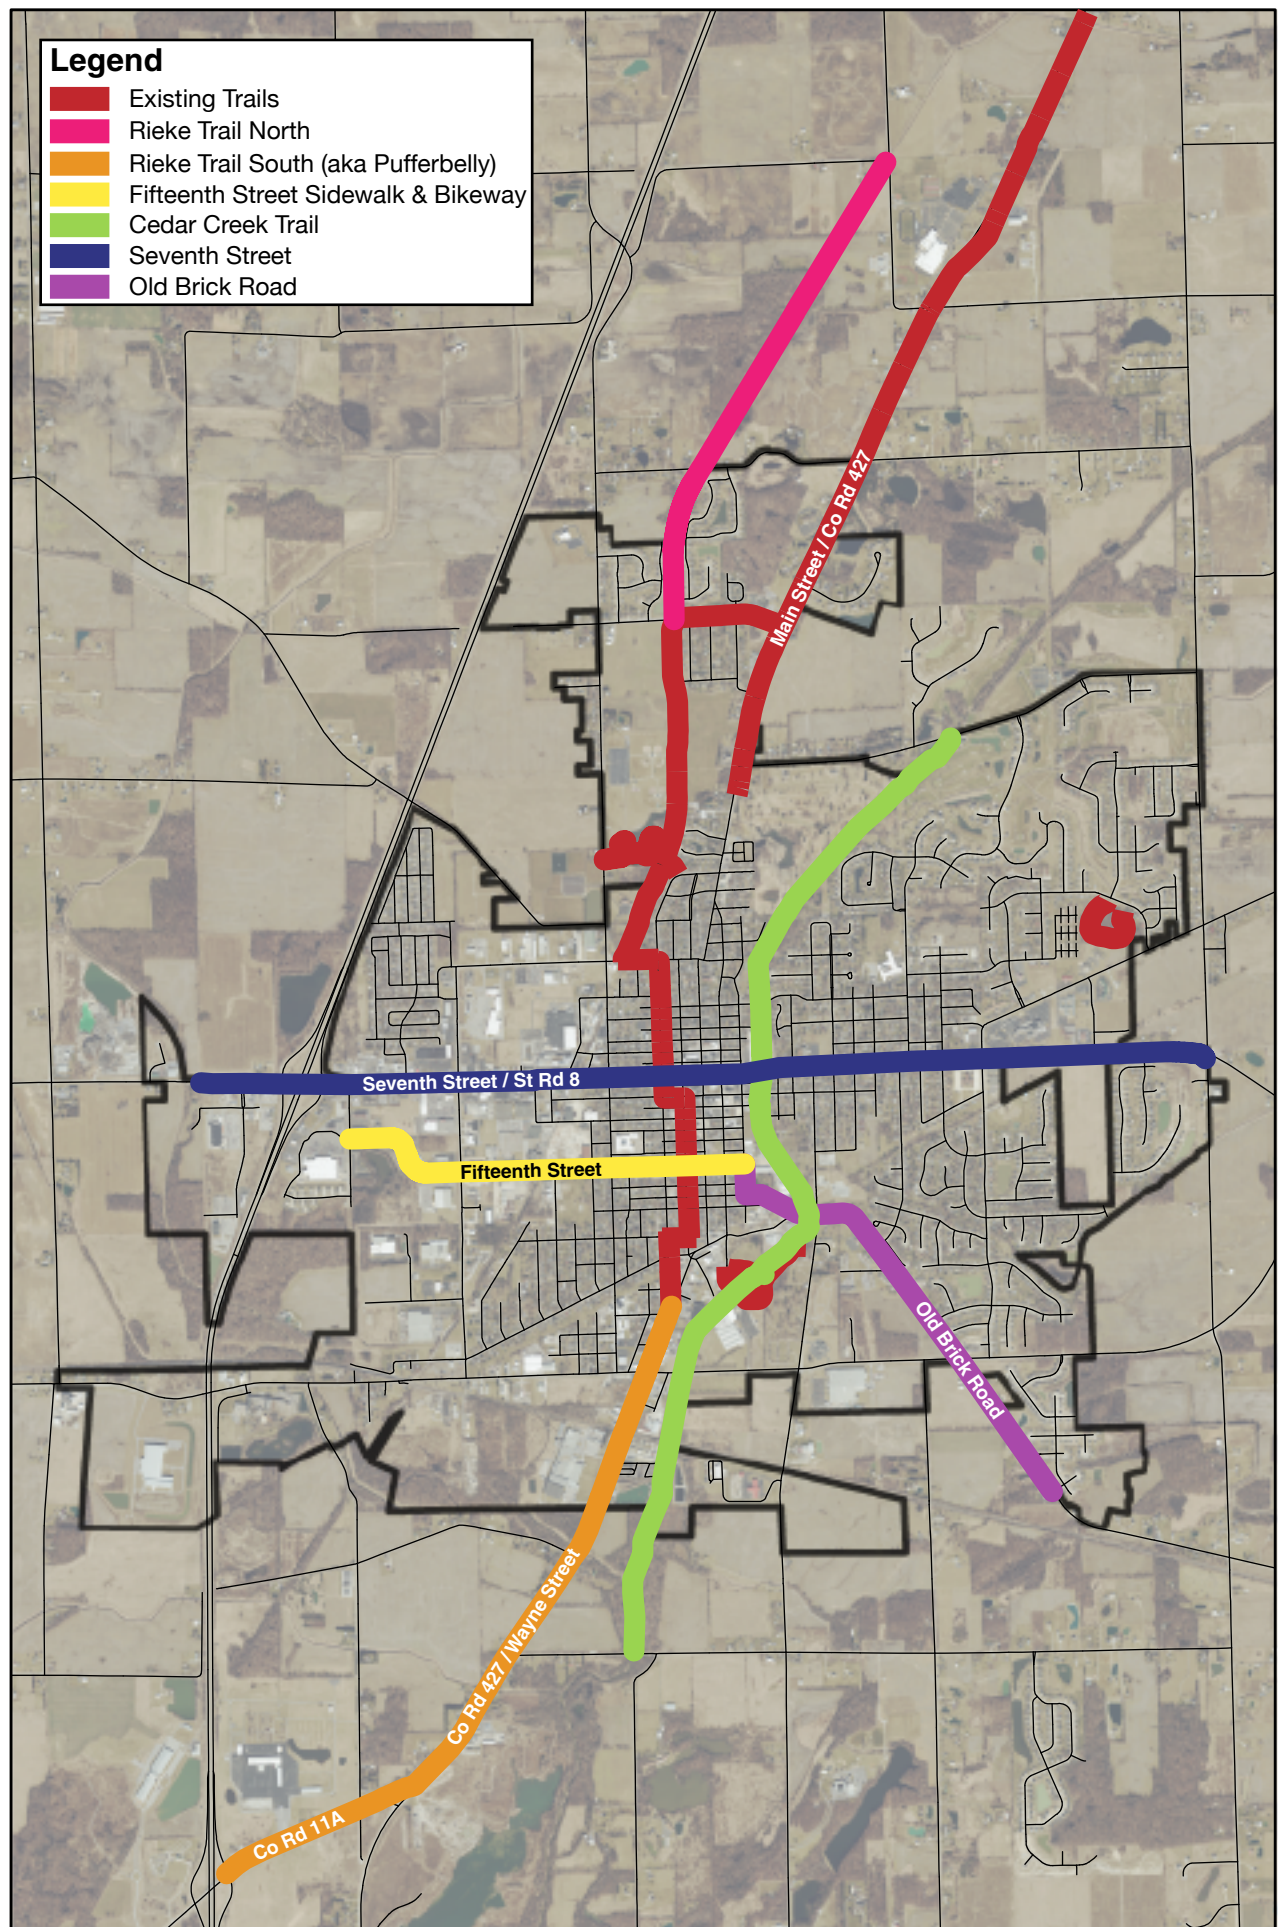 Legend
Existing Trails
Rieke Trail North
Rieke Trail South (aka Pufferbelly)
Fifteenth Street Sidewalk & Bikeway
Cedar Creek Trail
Seventh Street
Old Brick Road
Main Street / Co Rd 427
Seventh Street / St Rd 8
Fifteenth Street
Old Brick Road
Co Rd 427 / Wayne Street
Co Rd 11A